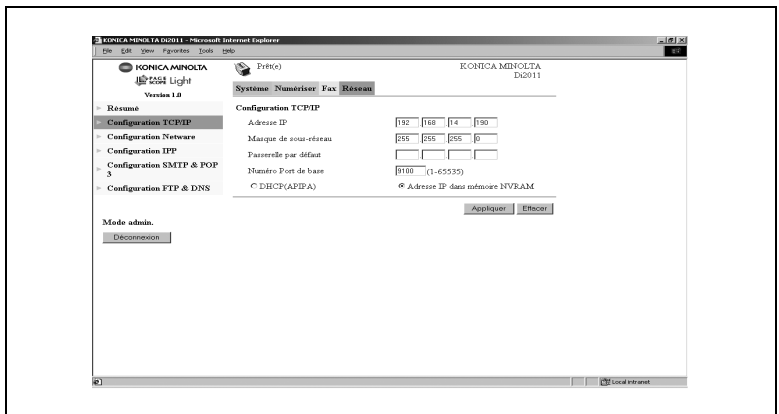 KONICA MINOLTA Di2011 - Microsoft Internet Explorer
File Edit View Favorites Tools Help
KONICA MINOLTA
PAGE SCOPE Light
Version 1.0
Prêt(e)
KONICA MINOLTA
Di2011
Système Numériser Fax Réseau
Résumé
Configuration TCP/IP
Configuration Netware
Configuration IPP
Configuration SMTP & POP
3
Configuration FTP & DNS
Mode admin.
Déconnexion
Configuration TCP/IP
Adresse IP 192 .168 .14 .190
Masque de sous-réseau 255 .255 .255 .0
Passerelle par défaut . . .
Numéro Port de base 9100 (1-65535)
DHCP(APIPA) Adresse IP dans mémoire NVRAM
Appliquer Effacer
Local intranet